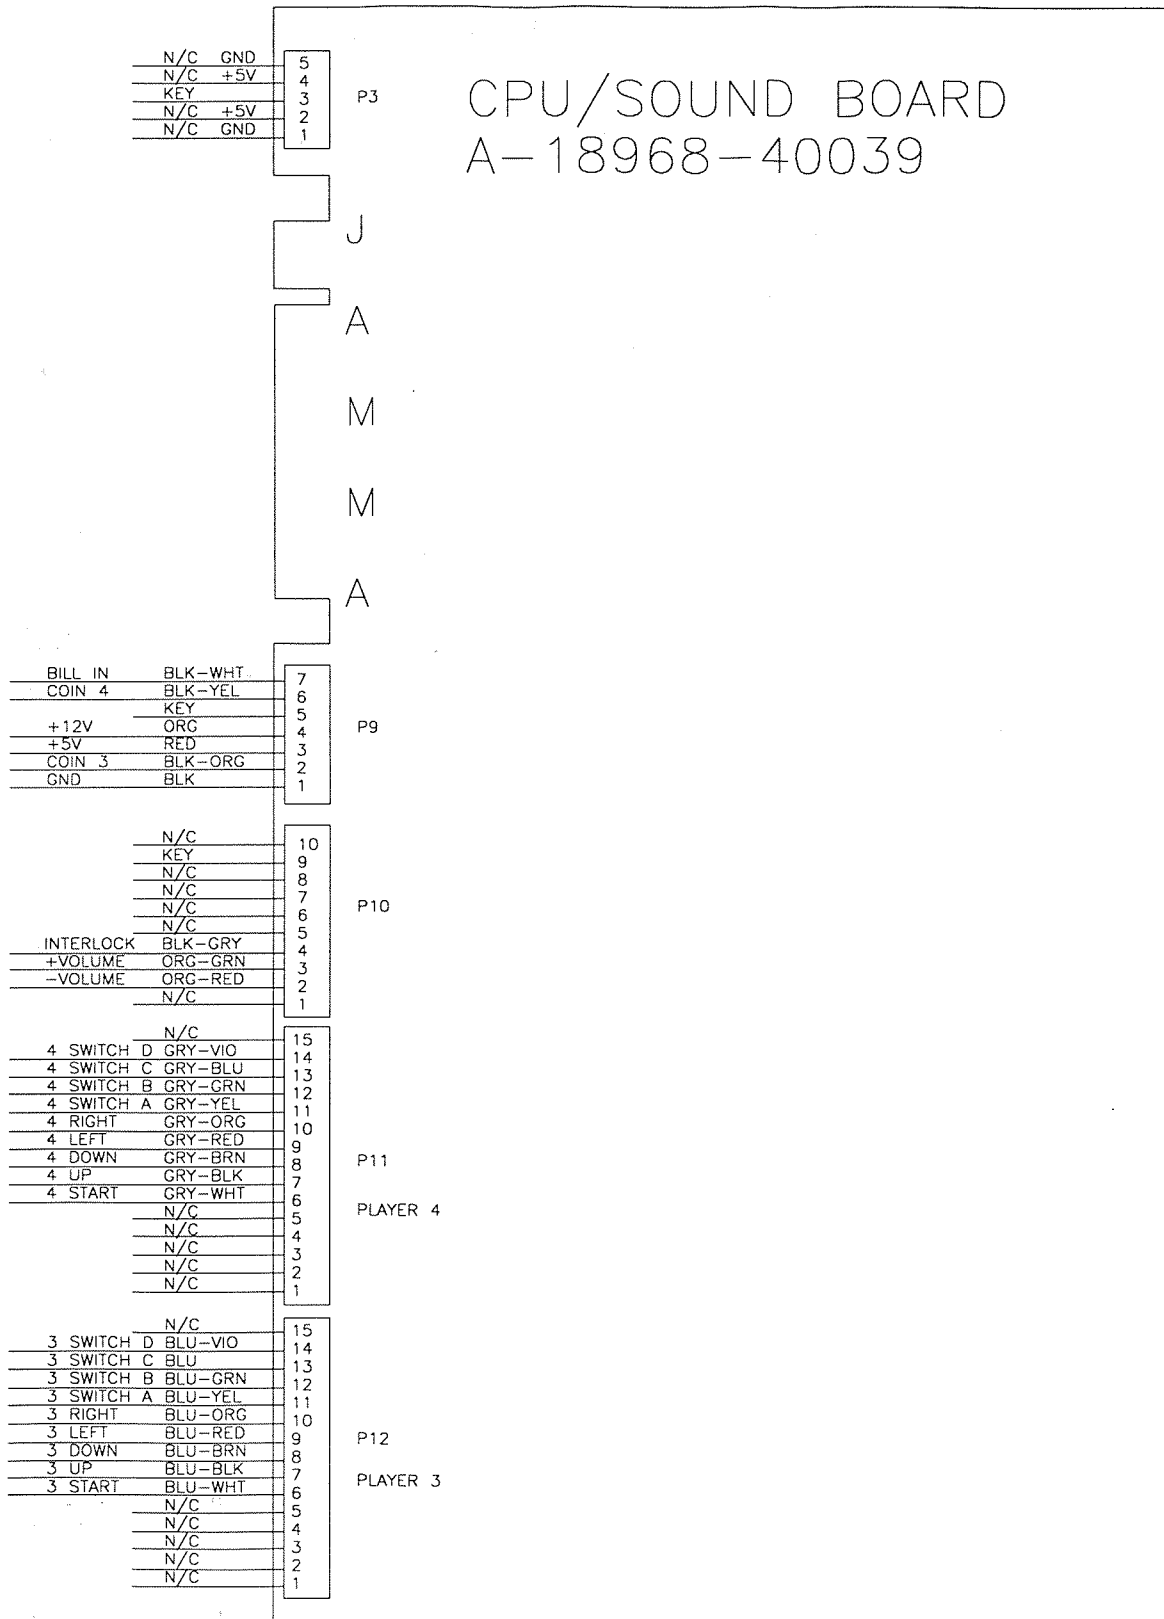 N/C GND 5
N/C +5V 4
KEY 3
N/C +5V 2
N/C GND 1
P3
CPU/SOUND BOARD
A-18968-40039
J
A
M
M
A
BILL IN BLK-WHT 7
COIN 4 BLK-YEL 6
KEY 5
+12V ORG 4
+5V RED 3
COIN 3 BLK-ORG 2
GND BLK 1
P9
N/C 10
KEY 9
N/C 8
N/C 7
N/C 6
N/C 5
INTERLOCK BLK-GRY 4
+VOLUME ORG-GRN 3
-VOLUME ORG-RED 2
N/C 1
P10
N/C 15
4 SWITCH D GRY-VIO 14
4 SWITCH C GRY-BLU 13
4 SWITCH B GRY-GRN 12
4 SWITCH A GRY-YEL 11
4 RIGHT GRY-ORG 10
4 LEFT GRY-RED 9
4 DOWN GRY-BRN 8
4 UP GRY-BLK 7
4 START GRY-WHT 6
N/C 5
N/C 4
N/C 3
N/C 2
N/C 1
P11
PLAYER 4
N/C 15
3 SWITCH D BLU-VIO 14
3 SWITCH C BLU 13
3 SWITCH B BLU-GRN 12
3 SWITCH A BLU-YEL 11
3 RIGHT BLU-ORG 10
3 LEFT BLU-RED 9
3 DOWN BLU-BRN 8
3 UP BLU-BLK 7
3 START BLU-WHT 6
N/C 5
N/C 4
N/C 3
N/C 2
N/C 1
P12
PLAYER 3